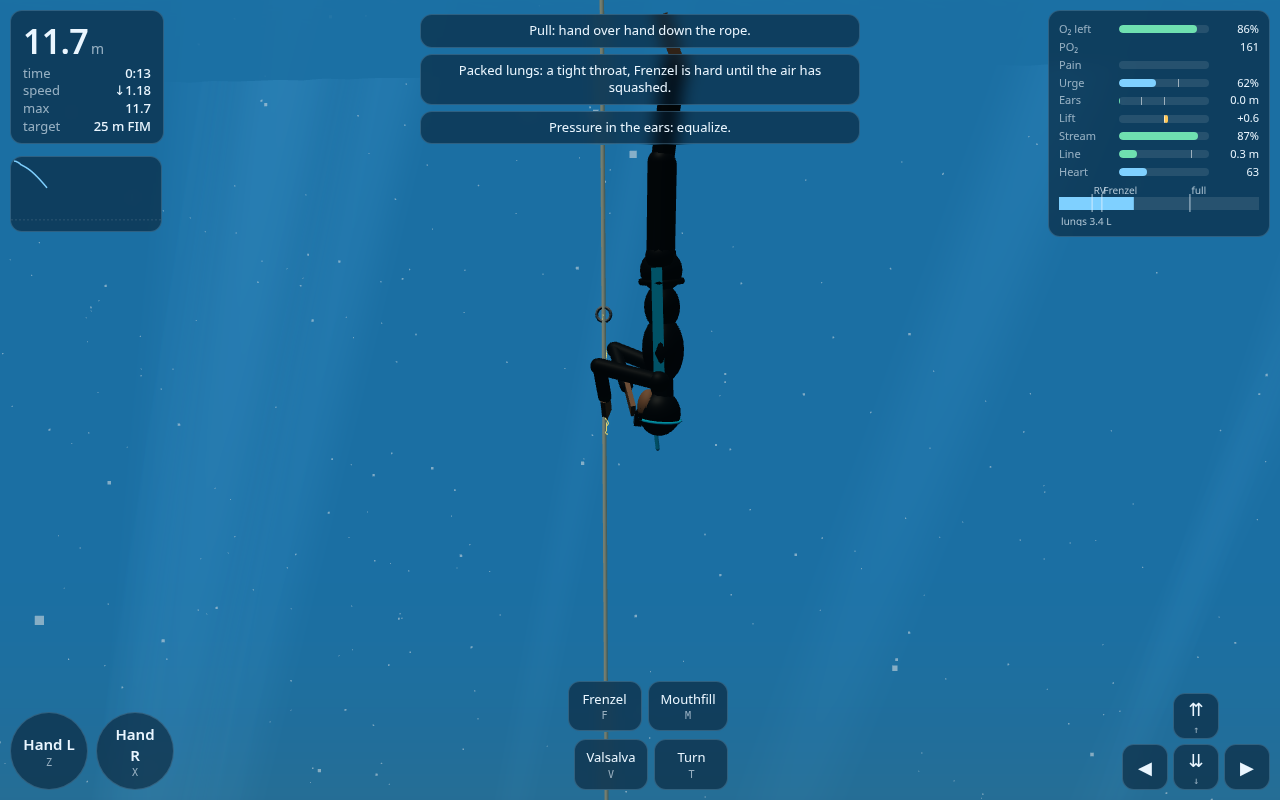 11.7 m
time 0:13
speed ↓1.18
max 11.7
target 25 m FIM
Pull: hand over hand down the rope.
Packed lungs: a tight throat, Frenzel is hard until the air has
squashed.
Pressure in the ears: equalize.
O₂ left 86%
PO₂ 161
Pain
Urge 62%
Ears 0.0 m
Lift +0.6
Stream 87%
Line 0.3 m
Heart 63
RV Frenzel full
lungs 3.4 L
Hand L
Z
Hand
R
X
Frenzel
F
Mouthfill
M
Valsalva
V
Turn
T
⇈
↑
◀
⇊
↓
▶